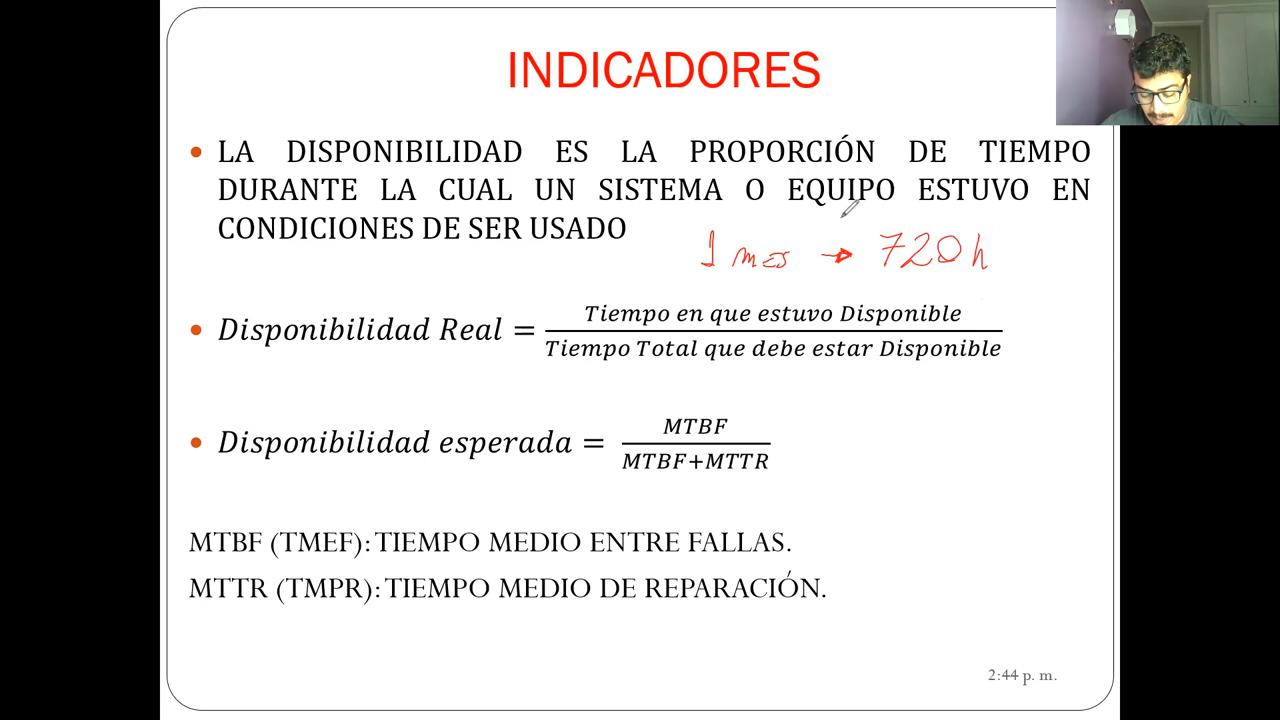 INDICADORES
• LA DISPONIBILIDAD ES LA PROPORCIÓN DE TIEMPO
DURANTE LA CUAL UN SISTEMA O EQUIPO ESTUVO EN
CONDICIONES DE SER USADO
1 mes → 720h
• Disponibilidad Real = Tiempo en que estuvo Disponible / Tiempo Total que debe estar Disponible
• Disponibilidad esperada = MTBF / MTBF+MTTR
MTBF (TMEF): TIEMPO MEDIO ENTRE FALLAS.
MTTR (TMPR): TIEMPO MEDIO DE REPARACIÓN.
2:44 p. m.